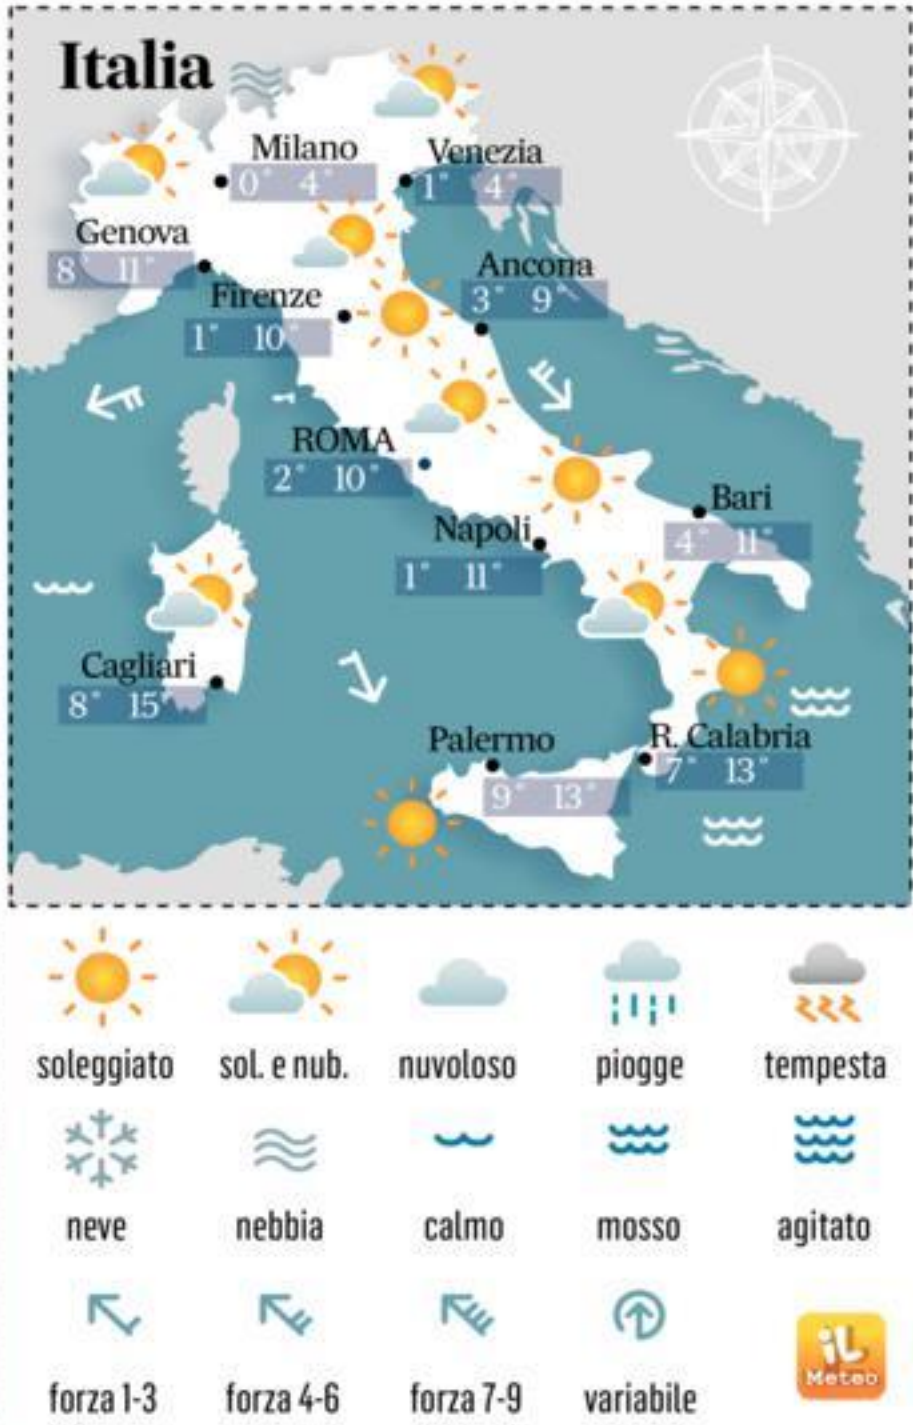 Italia
Milano
0° 4°
Venezia
1° 4°
Genova
8° 11°
Ancona
3° 9°
Firenze
1° 10°
ROMA
2° 10°
Bari
4° 11°
Napoli
1° 11°
Cagliari
8° 15°
Palermo
9° 13°
R. Calabria
7° 13°
soleggiato sol. e nub. nuvoloso piogge tempesta
neve nebbia calmo mosso agitato
forza 1-3 forza 4-6 forza 7-9 variabile
iL
Meteo